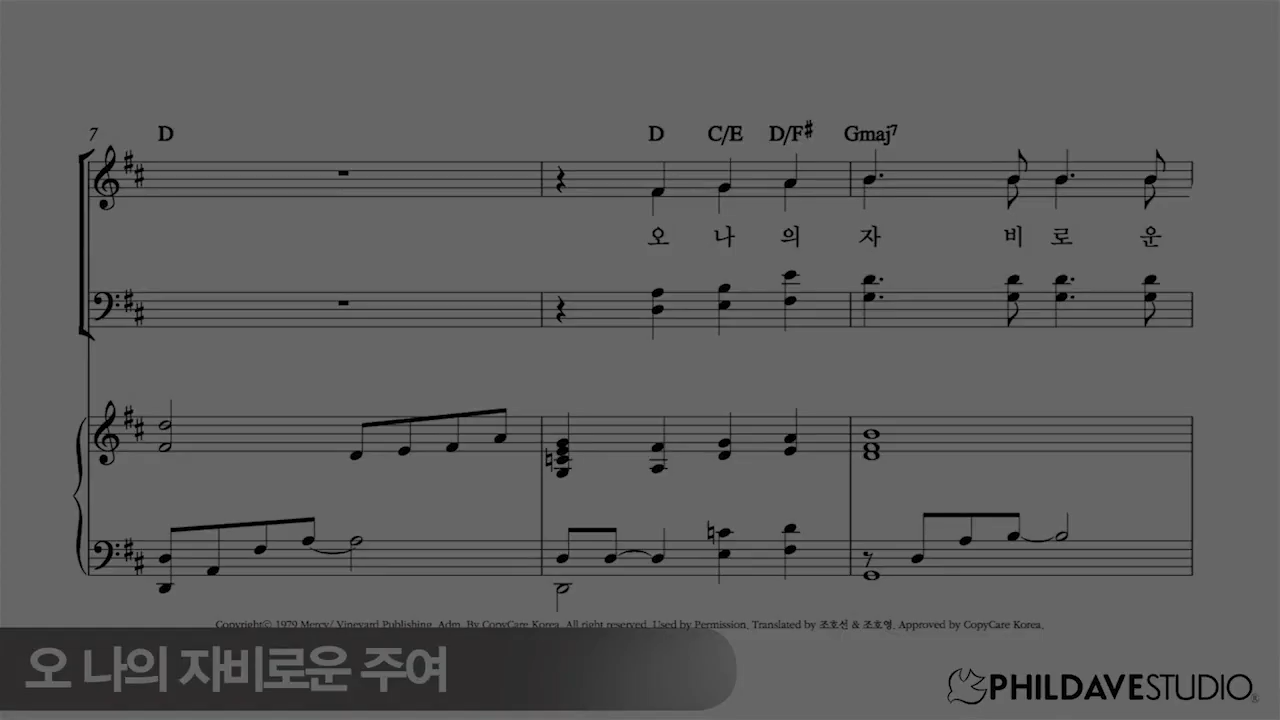 7 D D C/E D/F# Gmaj7
오 나 의 자 비 로 운
Copyright© 1979 Mercy/ Vineyard Publishing, Adm. By CopyCare Korea. All right reserved. Used by Permission. Translated by 조호선 & 조호영. Approved by CopyCare Korea.
오 나의 자비로운 주여
PHILDAVESTUDIO®